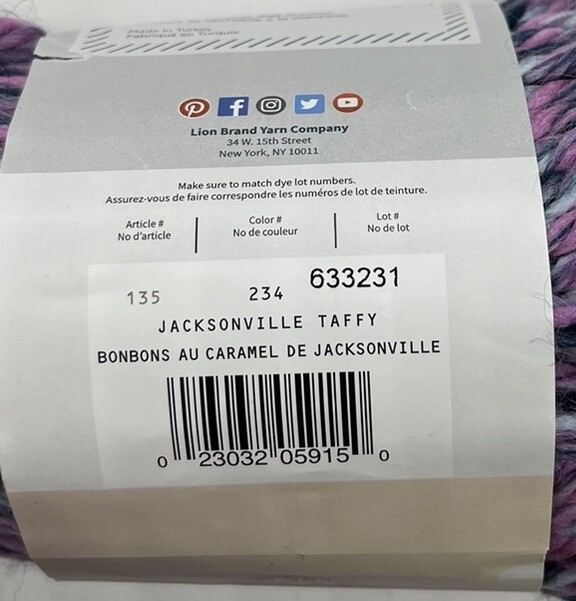 Made in Turkey
Fabriqué en Turquie
Lion Brand Yarn Company
34 W. 15th Street
New York, NY 10011
Make sure to match dye lot numbers.
Assurez-vous de faire correspondre les numéros de lot de teinture.
Article #
No d'article
Color #
No de couleur
Lot #
No de lot
135
234
633231
JACKSONVILLE TAFFY
BONBONS AU CARAMEL DE JACKSONVILLE
0 23032 05915 0